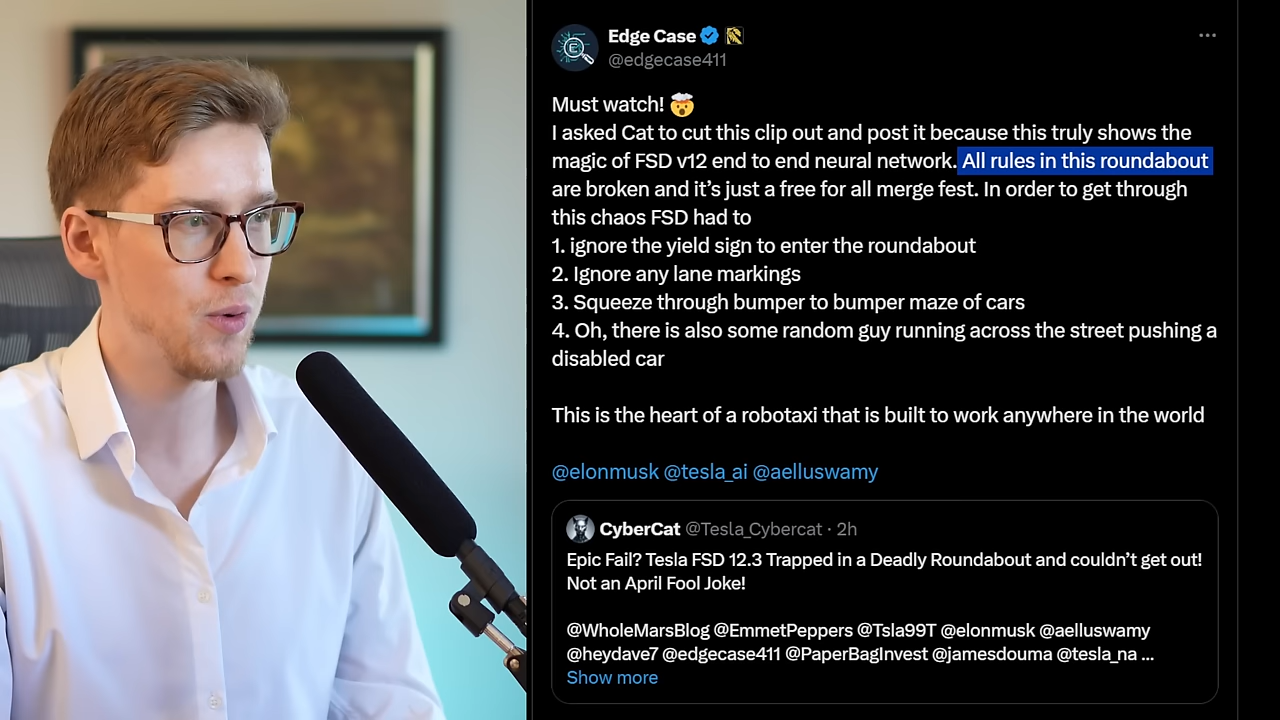 Edge Case
@edgecase411
Must watch! 🤯
I asked Cat to cut this clip out and post it because this truly shows the
magic of FSD v12 end to end neural network. All rules in this roundabout
are broken and it’s just a free for all merge fest. In order to get through
this chaos FSD had to
1. ignore the yield sign to enter the roundabout
2. Ignore any lane markings
3. Squeeze through bumper to bumper maze of cars
4. Oh, there is also some random guy running across the street pushing a
disabled car
This is the heart of a robotaxi that is built to work anywhere in the world
@elonmusk @tesla_ai @aelluswamy
CyberCat @Tesla_Cybercat · 2h
Epic Fail? Tesla FSD 12.3 Trapped in a Deadly Roundabout and couldn’t get out!
Not an April Fool Joke!
@WholeMarsBlog @EmmetPeppers @Tsla99T @elonmusk @aelluswamy
@heydave7 @edgecase411 @PaperBagInvest @jamesdouma @tesla_na ...
Show more